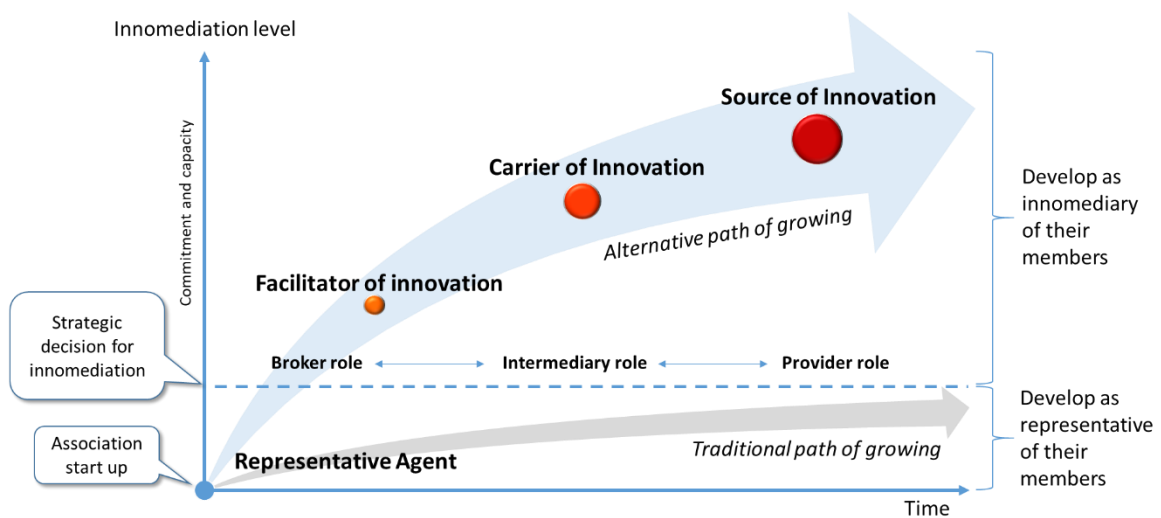 Innomediation level
Commitment and capacity
Source of Innovation
Carrier of Innovation
Alternative path of growing
Facilitator of innovation
Develop as
innomediary
of their
members
Strategic
decision for
innomediation
Broker role
Intermediary role
Provider role
Association
start up
Representative Agent
Traditional path of growing
Develop as
representative
of their
members
Time